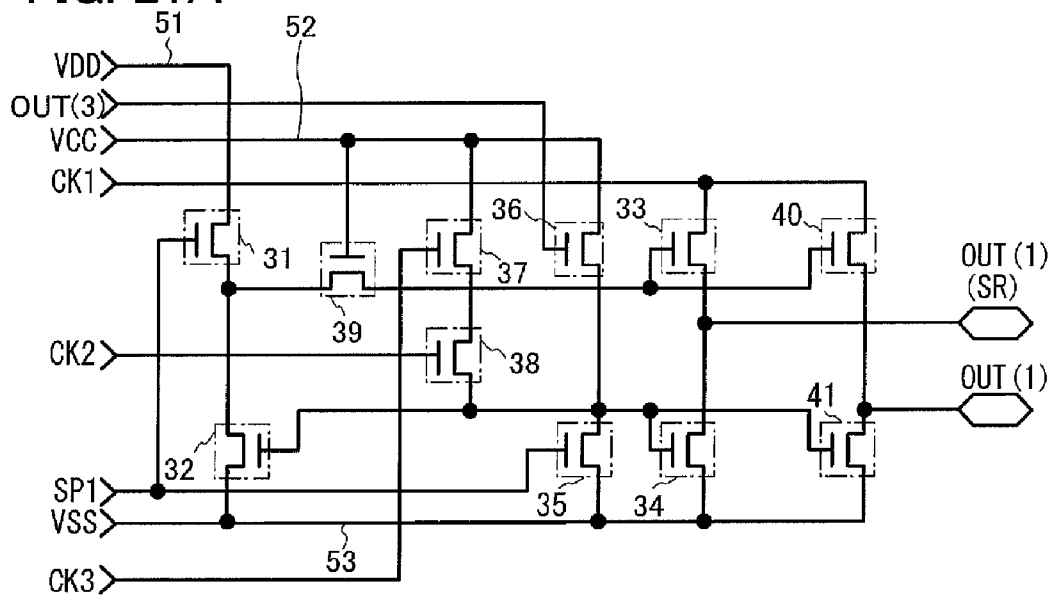 51
52
VDD
OUT(3)
VCC
CK1
36
33
40
31
37
OUT(1)
(SR)
39
CK2
38
OUT(1)
41
32
SP1
35
34
VSS
53
CK3